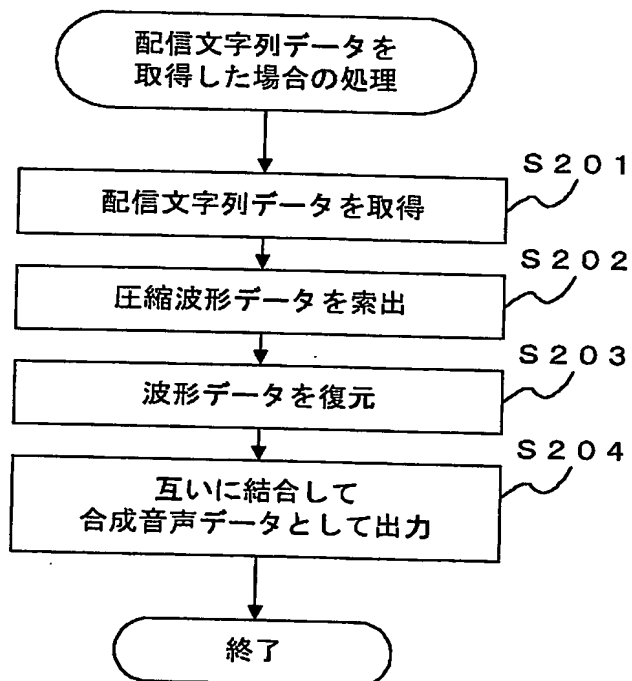 配信文字列データを
取得した場合の処理
S201
配信文字列データを取得
S202
圧縮波形データを索出
S203
波形データを復元
S204
互いに結合して
合成音声データとして出力
終了